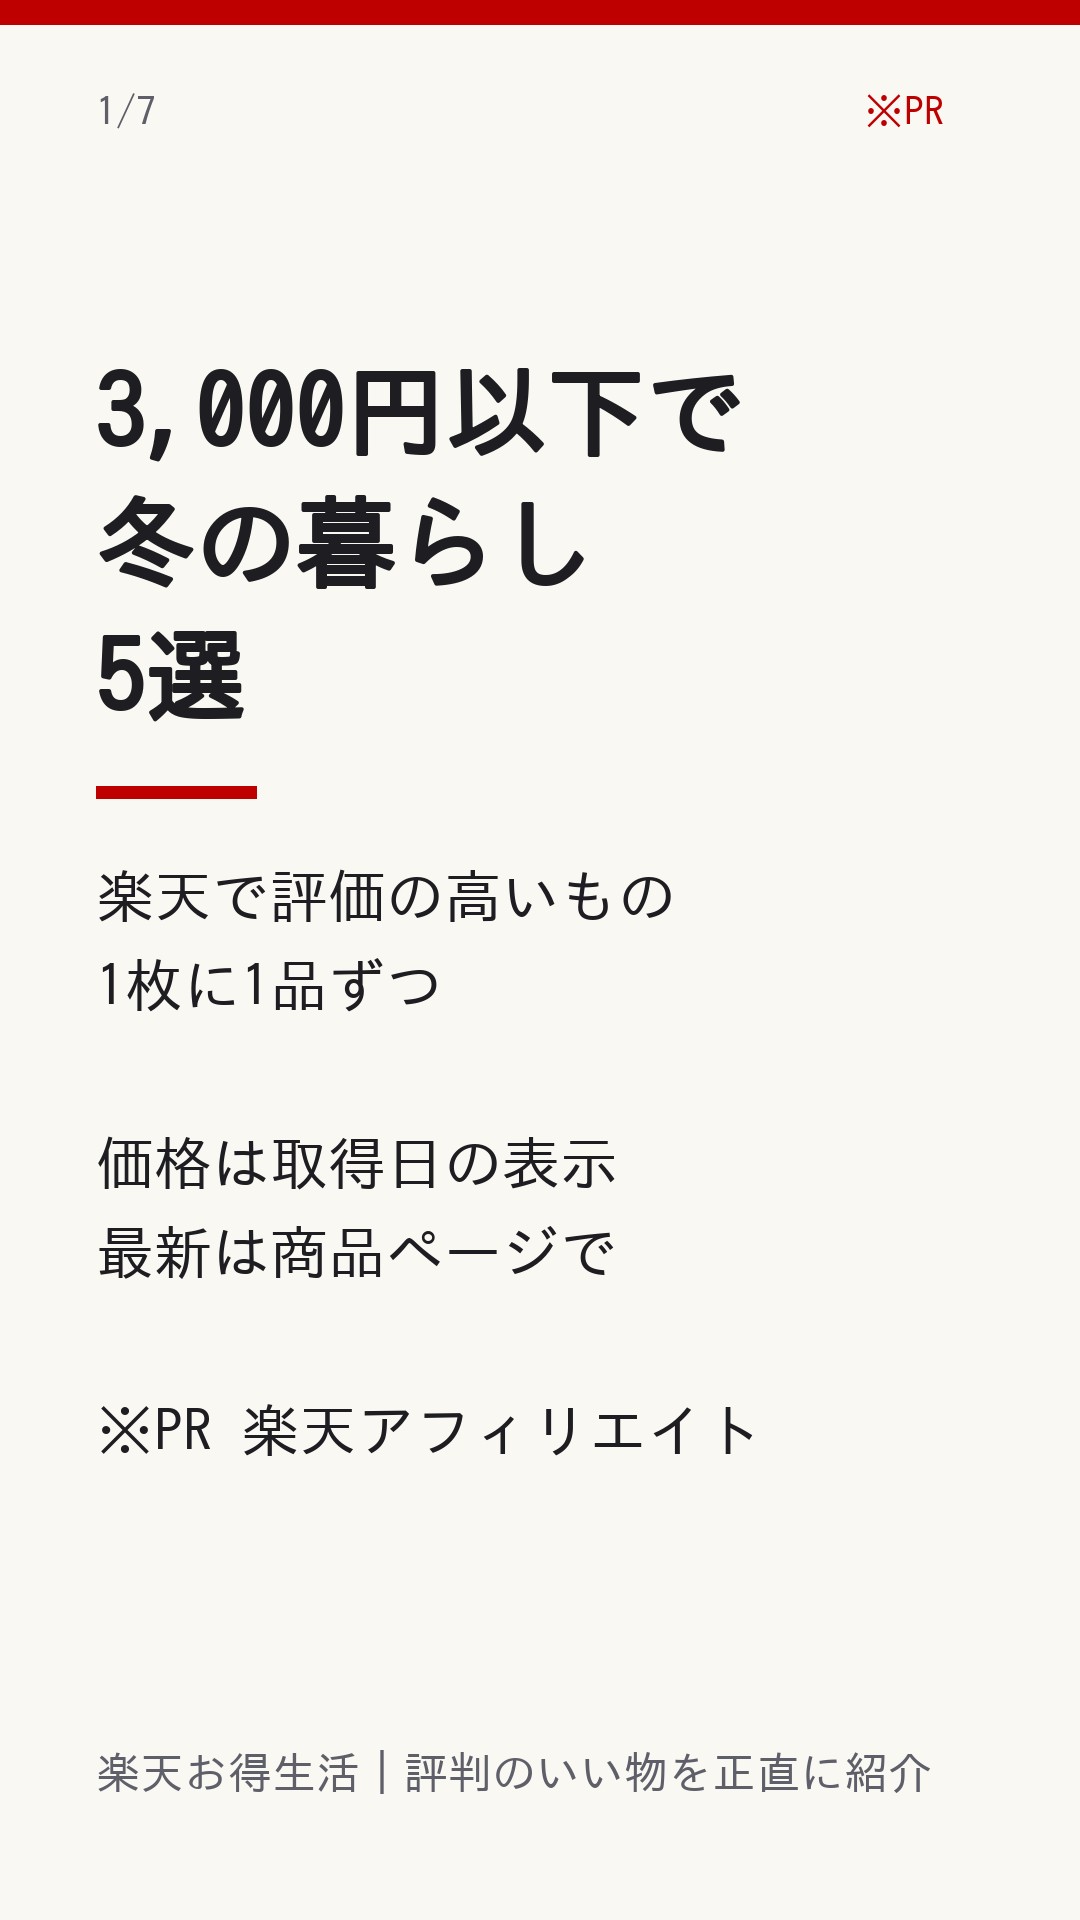 1/7
※PR
3,000円以下で
冬の暮らし
5選
楽天で評価の高いもの
1枚に1品ずつ
価格は取得日の表示
最新は商品ページで
※PR 楽天アフィリエイト
楽天お得生活｜評判のいい物を正直に紹介